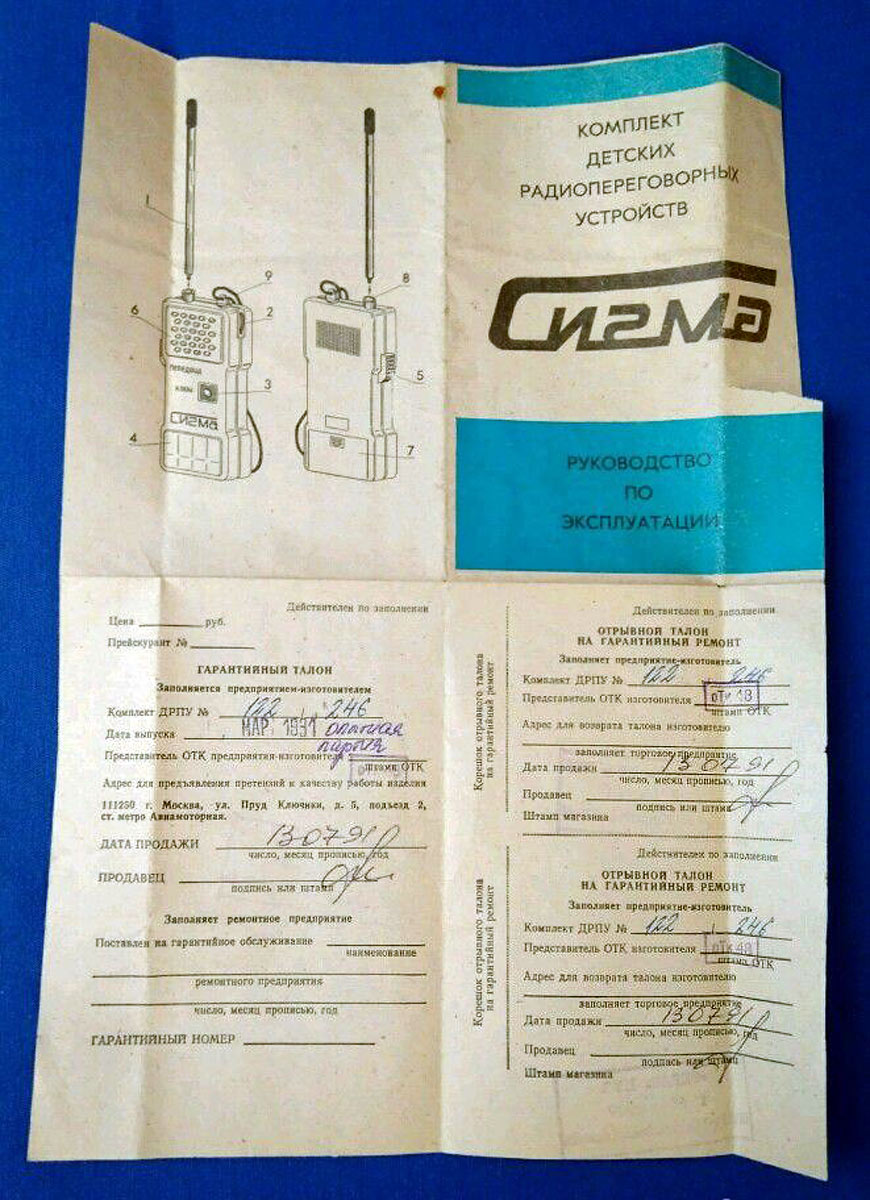 1
9
8
2
6
ПЕРЕДАЧА
3
5
ВЫЗОВ
СИГМА
4
7
КОМПЛЕКТ
ДЕТСКИХ
РАДИОПЕРЕГОВОРНЫХ
УСТРОЙСТВ
СИГМА
РУКОВОДСТВО
ПО
ЭКСПЛУАТАЦИИ
Действителен по заполнении
Цена руб.
Прейскурант №
ГАРАНТИЙНЫЙ ТАЛОН
Заполняется предприятием-изготовителем
Комплект ДРПУ № 122 / 246
Дата выпуска МАР. 1991 опытная
партия
Представитель ОТК предприятия-изготовителя
штамп ОТК
Адрес для предъявления претензий к качеству работы изделия
111250 г. Москва, ул. Пруд Ключики, д. 5, подъезд 2,
ст. метро Авиамоторная.
ДАТА ПРОДАЖИ 13.07.91
число, месяц прописью, год
ПРОДАВЕЦ
подпись или штамп
Заполняет ремонтное предприятие
Поставлен на гарантийное обслуживание
наименование
ремонтного предприятия
число, месяц прописью, год
ГАРАНТИЙНЫЙ НОМЕР
Корешок отрывного талона
на гарантийный ремонт
Действителен по заполнении
ОТРЫВНОЙ ТАЛОН
НА ГАРАНТИЙНЫЙ РЕМОНТ
Заполняет предприятие-изготовитель
Комплект ДРПУ № 122 / 246
Представитель ОТК изготовителя ОТК 48
штамп ОТК
Адрес для возврата талона изготовителю
заполняет торговое предприятие
Дата продажи 13.07.91
число, месяц прописью, год
Продавец
подпись или штамп
Штамп магазина
Корешок отрывного талона
на гарантийный ремонт
Действителен по заполнении
ОТРЫВНОЙ ТАЛОН
НА ГАРАНТИЙНЫЙ РЕМОНТ
Заполняет предприятие-изготовитель
Комплект ДРПУ № 122 / 246
Представитель ОТК изготовителя ОТК 48
штамп ОТК
Адрес для возврата талона изготовителю
заполняет торговое предприятие
Дата продажи 13.07.91
число, месяц прописью, год
Продавец
подпись или штамп
Штамп магазина